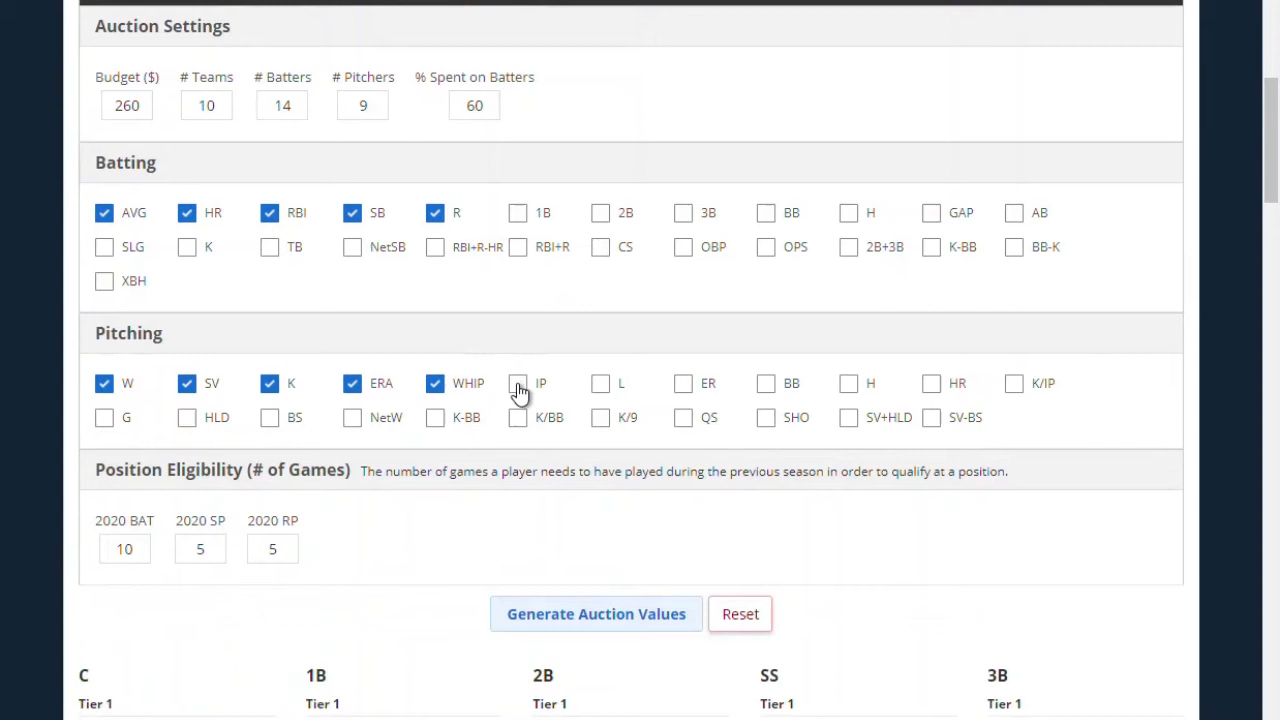 Auction Settings
Budget ($) # Teams # Batters # Pitchers % Spent on Batters
260 10 14 9 60
Batting
AVG HR RBI SB R 1B 2B 3B BB H GAP AB
SLG K TB NetSB RBI+R-HR RBI+R CS OBP OPS 2B+3B K-BB BB-K
XBH
Pitching
W SV K ERA WHIP IP L ER BB H HR K/IP
G HLD BS NetW K-BB K/BB K/9 QS SHO SV+HLD SV-BS
Position Eligibility (# of Games) The number of games a player needs to have played during the previous season in order to qualify at a position.
2020 BAT 2020 SP 2020 RP
10 5 5
Generate Auction Values Reset
C 1B 2B SS 3B
Tier 1 Tier 1 Tier 1 Tier 1 Tier 1